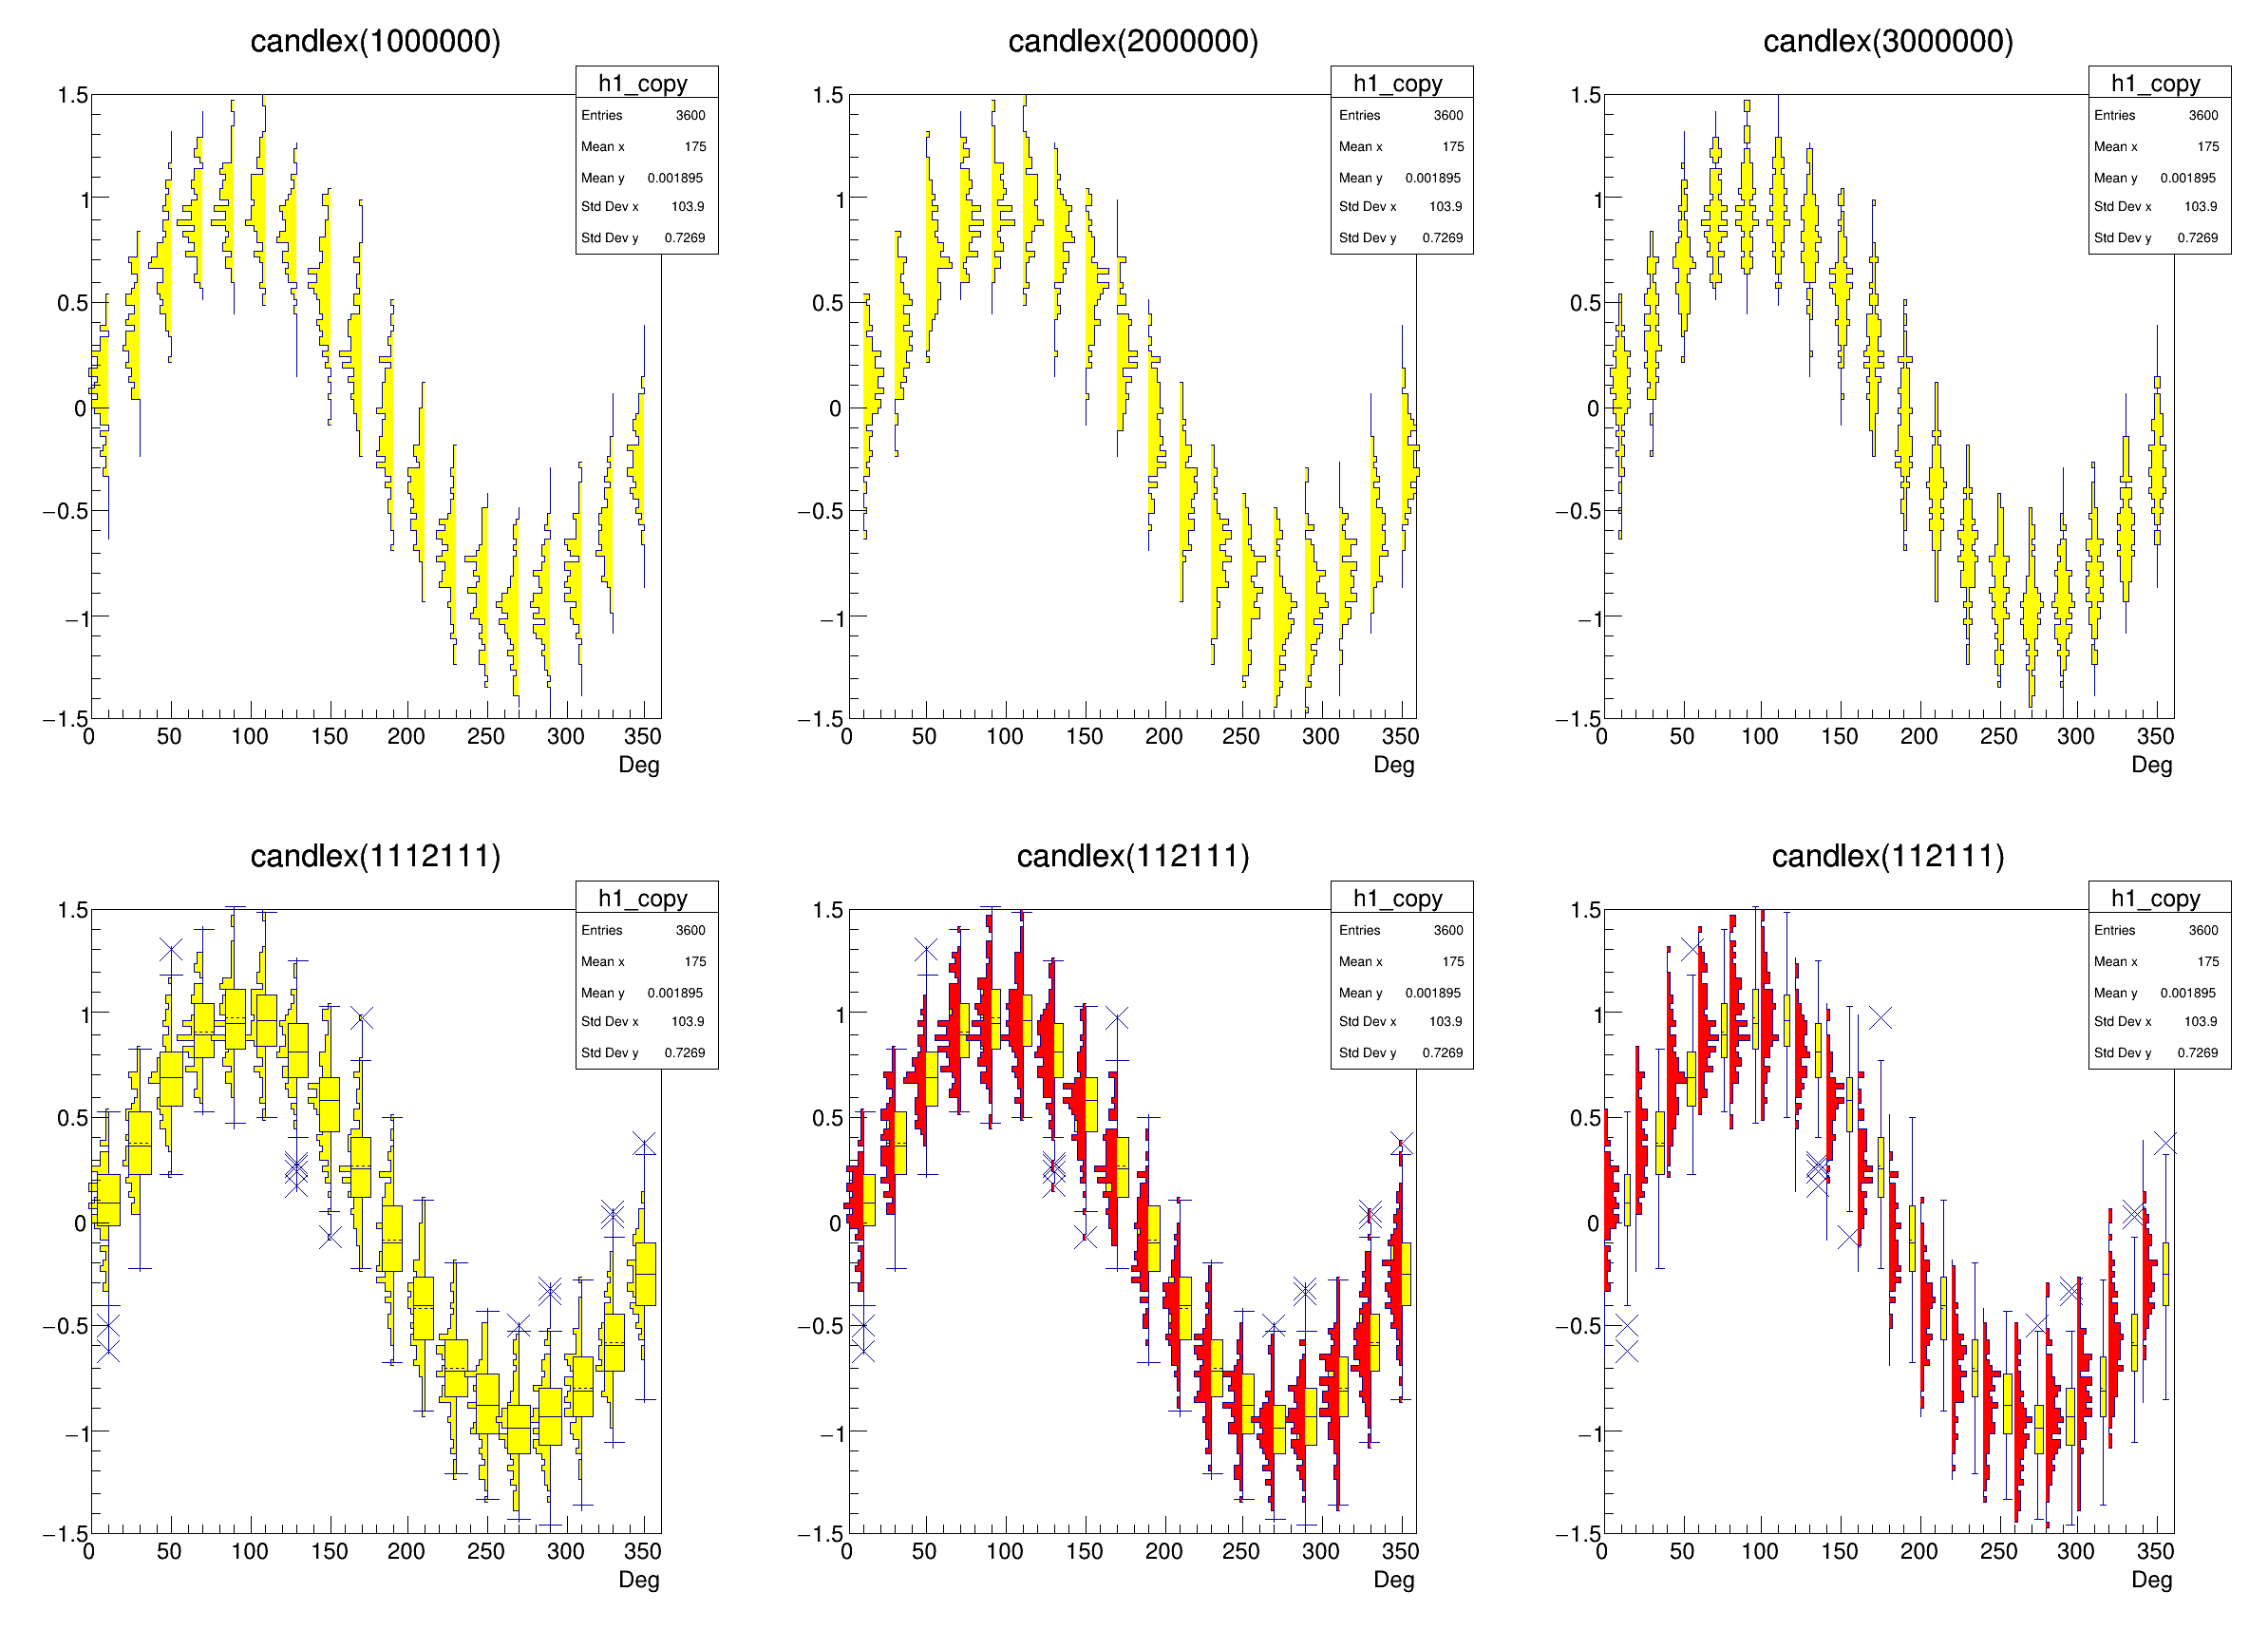 candlex(1000000)
h1_copy
Entries 3600
Mean x 175
Mean y 0.001895
Std Dev x 103.9
Std Dev y 0.7269
1.5
1
0.5
0
−0.5
−1
−1.5
0 50 100 150 200 250 300 350
Deg
candlex(2000000)
h1_copy
Entries 3600
Mean x 175
Mean y 0.001895
Std Dev x 103.9
Std Dev y 0.7269
1.5
1
0.5
0
−0.5
−1
−1.5
0 50 100 150 200 250 300 350
Deg
candlex(3000000)
h1_copy
Entries 3600
Mean x 175
Mean y 0.001895
Std Dev x 103.9
Std Dev y 0.7269
1.5
1
0.5
0
−0.5
−1
−1.5
0 50 100 150 200 250 300 350
Deg
candlex(1112111)
h1_copy
Entries 3600
Mean x 175
Mean y 0.001895
Std Dev x 103.9
Std Dev y 0.7269
1.5
1
0.5
0
−0.5
−1
−1.5
0 50 100 150 200 250 300 350
Deg
candlex(112111)
h1_copy
Entries 3600
Mean x 175
Mean y 0.001895
Std Dev x 103.9
Std Dev y 0.7269
1.5
1
0.5
0
−0.5
−1
−1.5
0 50 100 150 200 250 300 350
Deg
candlex(112111)
h1_copy
Entries 3600
Mean x 175
Mean y 0.001895
Std Dev x 103.9
Std Dev y 0.7269
1.5
1
0.5
0
−0.5
−1
−1.5
0 50 100 150 200 250 300 350
Deg